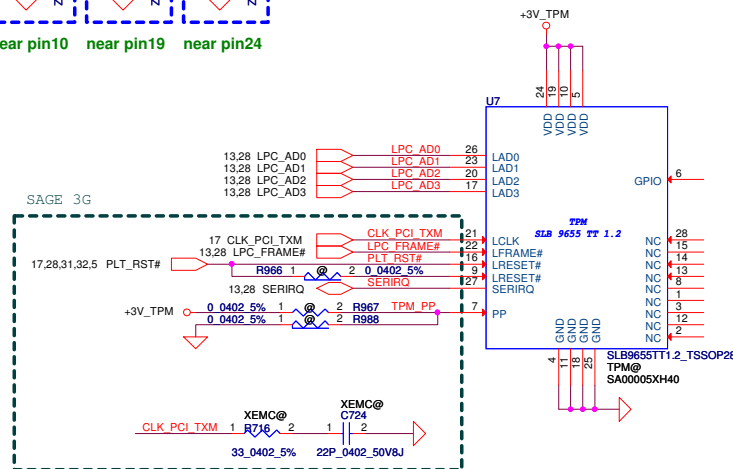 near pin10 near pin19 near pin24
+3V_TPM
U7
24 19 10 5
VDD VDD VDD VDD
13,28 LPC_AD0 LPC_AD0 26 LAD0
13,28 LPC_AD1 LPC_AD1 23 LAD1
13,28 LPC_AD2 LPC_AD2 20 LAD2
13,28 LPC_AD3 LPC_AD3 17 LAD3
GPIO 6
SAGE 3G
TPM
SLB 9655 TT 1.2
17 CLK_PCI_TXM CLK_PCI_TXM 21 LCLK
13,28 LPC_FRAME# LPC_FRAME# 22 LFRAME#
17,28,31,32,5 PLT_RST# PLT_RST# 16 LRESET#
R966 1 @ 2 0_0402_5% 9 LRESET#
13,28 SERIRQ SERIRQ 27 SERIRQ
NC 28
NC 15
NC 14
NC 13
NC 8
NC 1
NC 3
NC 12
NC 2
+3V_TPM 0_0402_5% 1 @ 2 R967 TPM_PP 7 PP
0_0402_5% 1 @ 2 R988
GND GND GND GND
4 11 18 25
SLB9655TT1.2_TSSOP28
TPM@
SA00005XH40
XEMC@ XEMC@
CLK_PCI_TXM 1 R716 2 1 C724 2
33_0402_5% 22P_0402_50V8J